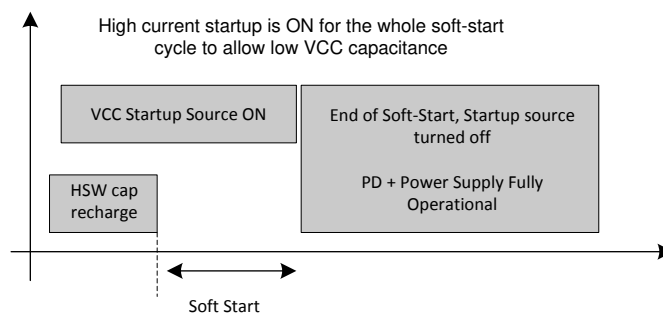 High current startup is ON for the whole soft-start
cycle to allow low VCC capacitance
VCC Startup Source ON
End of Soft-Start, Startup source
turned off
PD + Power Supply Fully
Operational
HSW cap
recharge
Soft Start